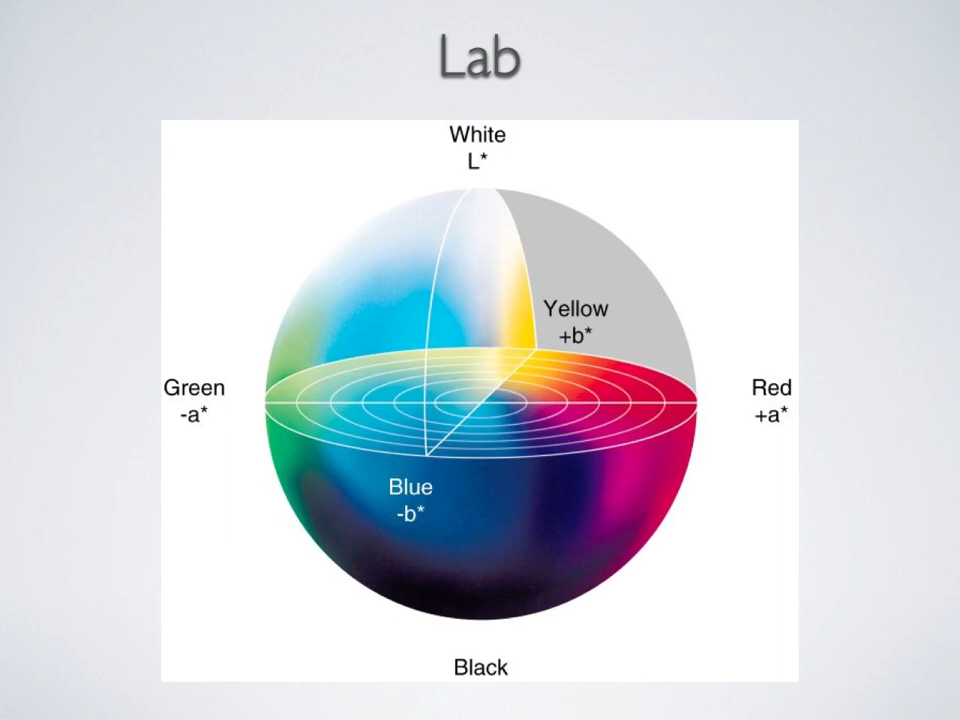 Lab
White
L*
Yellow
+b*
Green
-a*
Red
+a*
Blue
-b*
Black